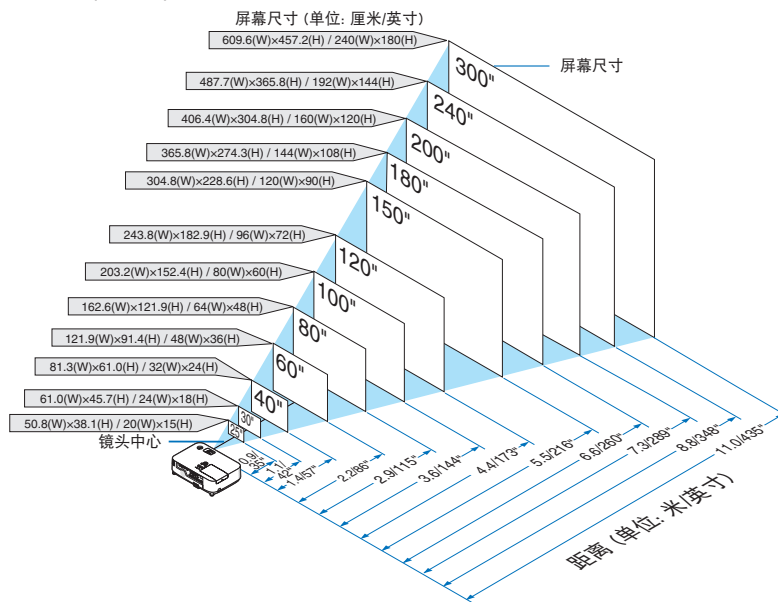 屏幕尺寸 (单位: 厘米/英寸)
609.6(W)×457.2(H) / 240(W)×180(H)
300"
屏幕尺寸
487.7(W)×365.8(H) / 192(W)×144(H)
240"
406.4(W)×304.8(H) / 160(W)×120(H)
200"
365.8(W)×274.3(H) / 144(W)×108(H)
180"
304.8(W)×228.6(H) / 120(W)×90(H)
150"
243.8(W)×182.9(H) / 96(W)×72(H)
120"
203.2(W)×152.4(H) / 80(W)×60(H)
100"
162.6(W)×121.9(H) / 64(W)×48(H)
80"
121.9(W)×91.4(H) / 48(W)×36(H)
60"
81.3(W)×61.0(H) / 32(W)×24(H)
40"
61.0(W)×45.7(H) / 24(W)×18(H)
30"
50.8(W)×38.1(H) / 20(W)×15(H)
25"
镜头中心
0.9/
35"
1.1/
42"
1.4/57"
2.2/86"
2.9/115"
3.6/144"
4.4/173"
5.5/216"
6.6/260"
7.3/289"
8.8/348"
11.0/435"
距离 (单位: 米/英寸)